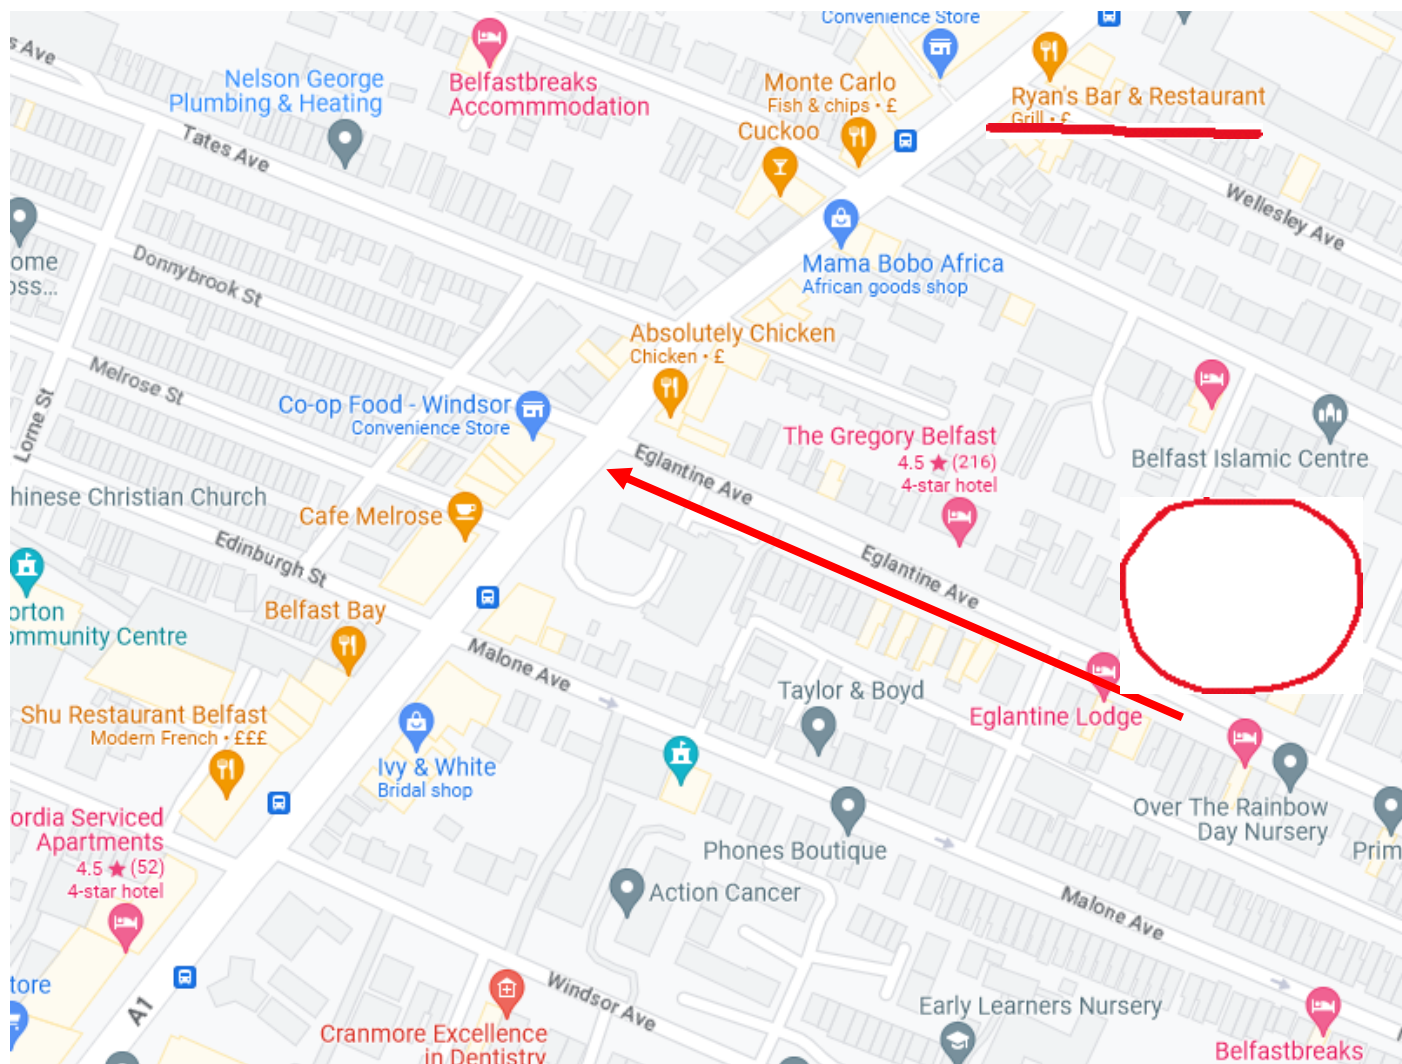 Convenience Store
s Ave
Nelson George
Plumbing & Heating
Belfastbreaks
Accommmodation
Monte Carlo
Fish & chips • £
Cuckoo
Ryan's Bar & Restaurant
Grill • £
Tates Ave
Wellesley Ave
ome
oss...
Donnybrook St
Mama Bobo Africa
African goods shop
Absolutely Chicken
Chicken • £
Melrose St
Lorne St
Co-op Food - Windsor
Convenience Store
The Gregory Belfast
4.5 ★ (216)
4-star hotel
Eglantine Ave
Belfast Islamic Centre
hinese Christian Church
Cafe Melrose
Edinburgh St
Eglantine Ave
orton
ommunity Centre
Belfast Bay
Malone Ave
Taylor & Boyd
Eglantine Lodge
Shu Restaurant Belfast
Modern French • £££
Ivy & White
Bridal shop
ordia Serviced
Apartments
4.5 ★ (52)
4-star hotel
Over The Rainbow
Day Nursery
Prim
Phones Boutique
Action Cancer
Malone Ave
tore
A1
Windsor Ave
Early Learners Nursery
Cranmore Excellence
in Dentistry
Belfastbreaks